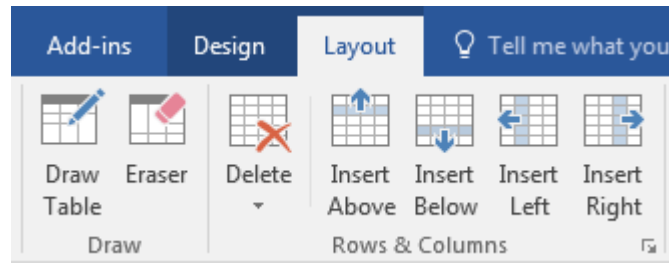 Add-ins Design Layout Tell me what you
Draw Eraser Delete Insert Insert Insert Insert
Table Above Below Left Right
Draw Rows & Columns